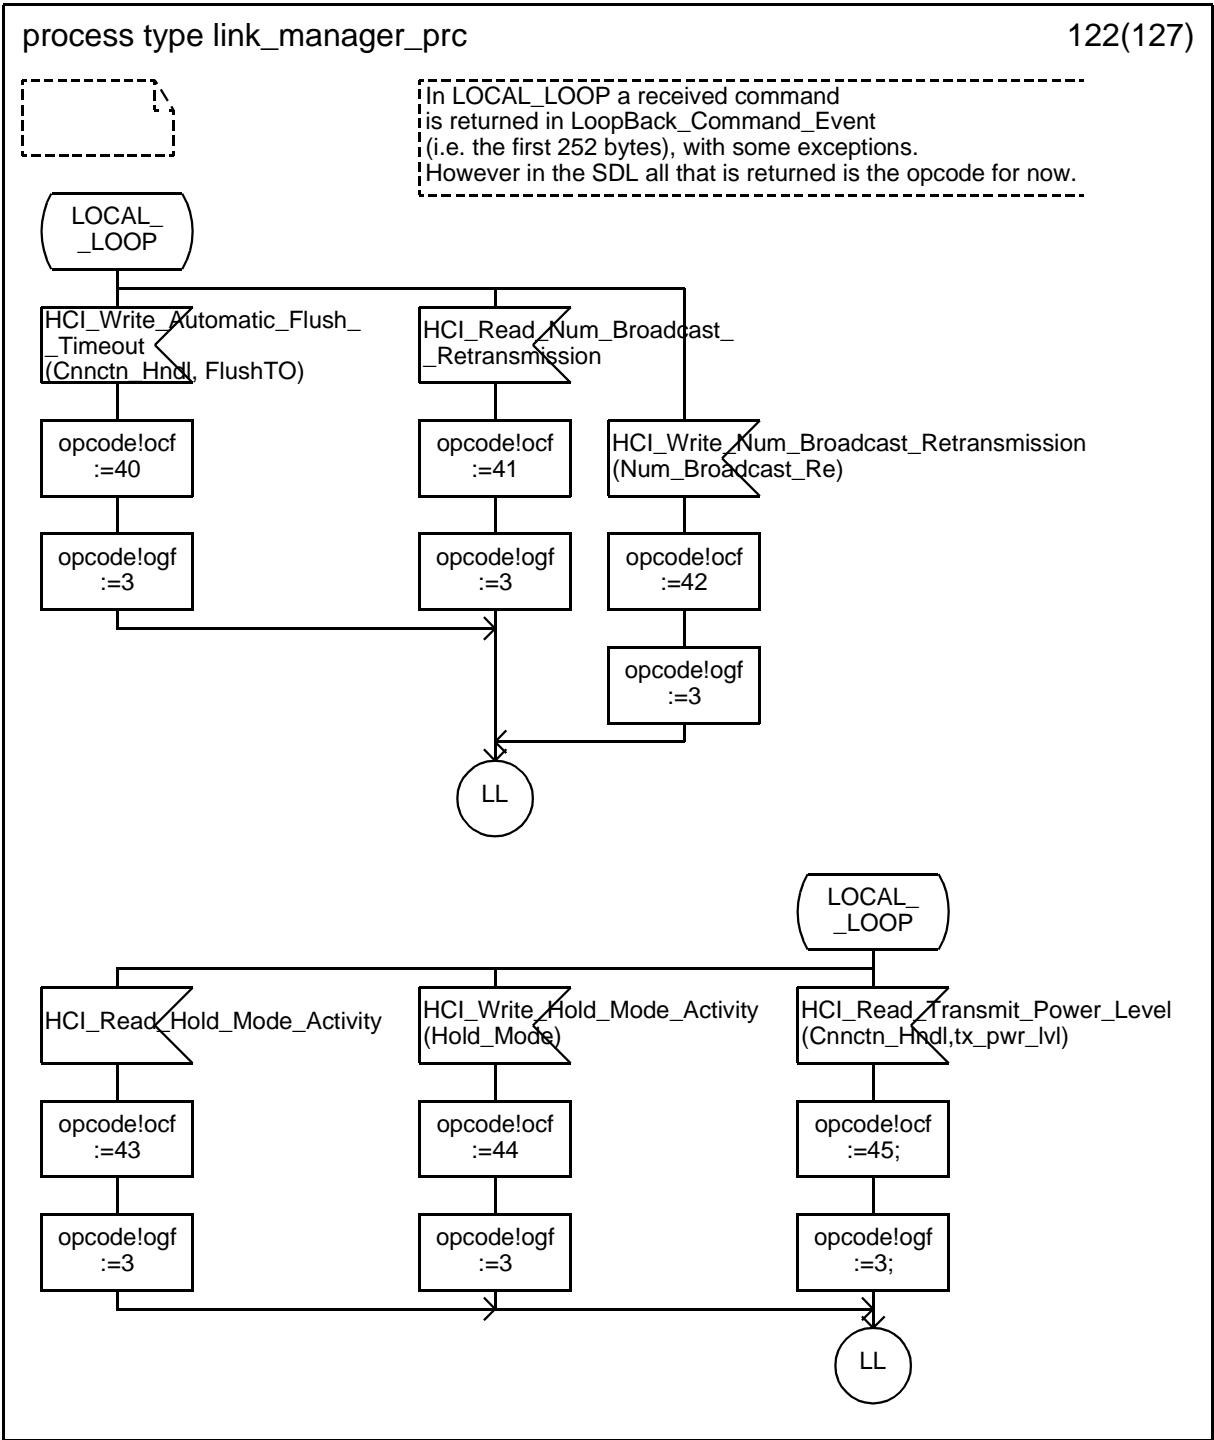 process type link_manager_prc
122(127)
In LOCAL_LOOP a received command
is returned in LoopBack_Command_Event
(i.e. the first 252 bytes), with some exceptions.
However in the SDL all that is returned is the opcode for now.
LOCAL_
_LOOP
HCI_Write_Automatic_Flush_
_Timeout
(Cnnctn_Hndl, FlushTO)
HCI_Read_Num_Broadcast_
_Retransmission
opcode!ocf
:=40
opcode!ocf
:=41
HCI_Write_Num_Broadcast_Retransmission
(Num_Broadcast_Re)
opcode!ogf
:=3
opcode!ogf
:=3
opcode!ocf
:=42
opcode!ogf
:=3
LL
LOCAL_
_LOOP
HCI_Read_Hold_Mode_Activity
HCI_Write_Hold_Mode_Activity
(Hold_Mode)
HCI_Read_Transmit_Power_Level
(Cnnctn_Hndl,tx_pwr_lvl)
opcode!ocf
:=43
opcode!ocf
:=44
opcode!ocf
:=45;
opcode!ogf
:=3
opcode!ogf
:=3
opcode!ogf
:=3;
LL